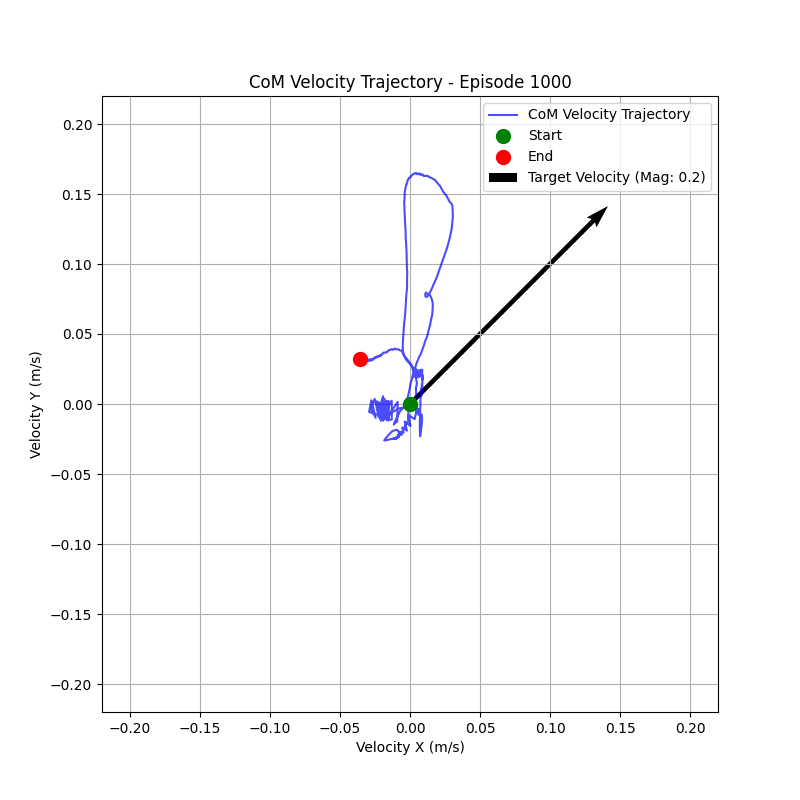 CoM Velocity Trajectory - Episode 1000
CoM Velocity Trajectory
Start
End
Target Velocity (Mag: 0.2)
0.20
0.15
0.10
0.05
0.00
−0.05
−0.10
−0.15
−0.20
Velocity Y (m/s)
−0.20 −0.15 −0.10 −0.05 0.00 0.05 0.10 0.15 0.20
Velocity X (m/s)